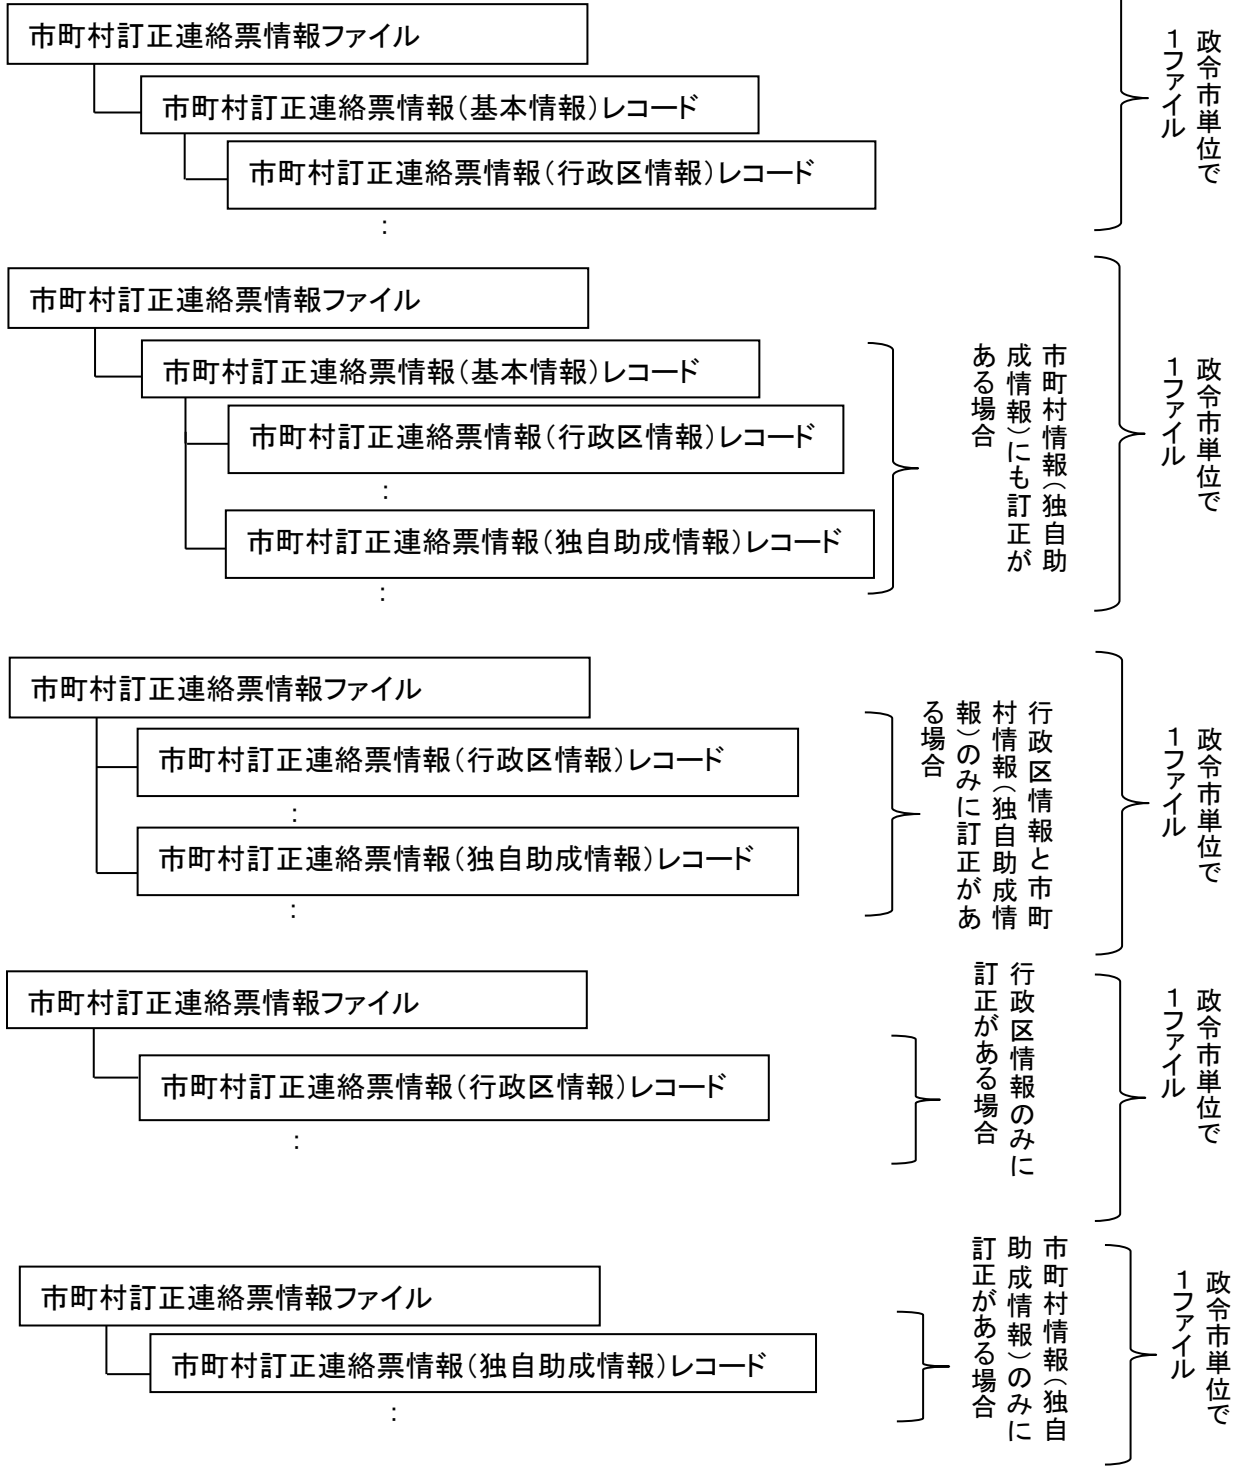 市町村訂正連絡票情報ファイル
市町村訂正連絡票情報（基本情報）レコード
市町村訂正連絡票情報（行政区情報）レコード
：
政令市単位で
１ファイル
市町村訂正連絡票情報ファイル
市町村訂正連絡票情報（基本情報）レコード
市町村訂正連絡票情報（行政区情報）レコード
：
市町村訂正連絡票情報（独自助成情報）レコード
：
市町村情報（独自助
成情報）にも訂正が
ある場合
政令市単位で
１ファイル
市町村訂正連絡票情報ファイル
市町村訂正連絡票情報（行政区情報）レコード
：
市町村訂正連絡票情報（独自助成情報）レコード
：
行政区情報と市町
村情報（独自助成情
報）のみに訂正があ
る場合
政令市単位で
１ファイル
市町村訂正連絡票情報ファイル
市町村訂正連絡票情報（行政区情報）レコード
：
行政区情報のみに
訂正がある場合
政令市単位で
１ファイル
市町村訂正連絡票情報ファイル
市町村訂正連絡票情報（独自助成情報）レコード
：
市町村情報（独自
助成情報）のみに
訂正がある場合
政令市単位で
１ファイル